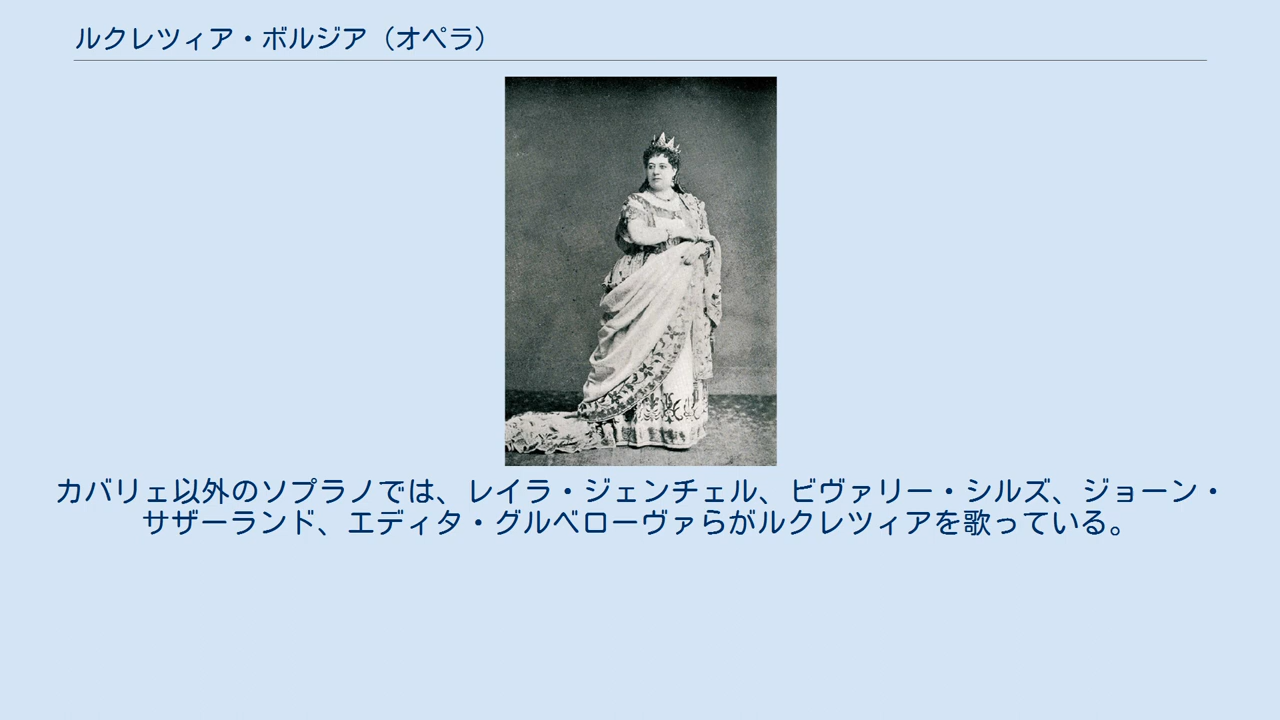 ルクレツィア・ボルジア（オペラ）
カバリェ以外のソプラノでは、レイラ・ジェンチェル、ビヴァリー・シルズ、ジョーン・
サザーランド、エディタ・グルベローヴァらがルクレツィアを歌っている。